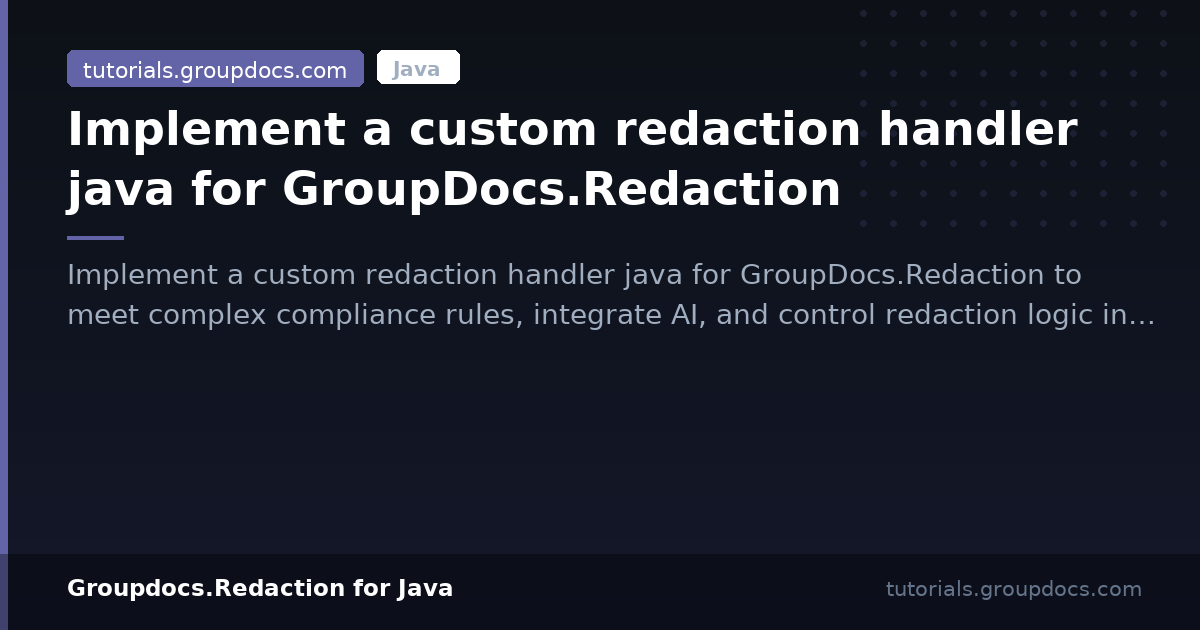 tutorials.groupdocs.com Java
Implement a custom redaction handler
java for GroupDocs.Redaction
Implement a custom redaction handler java for GroupDocs.Redaction to
meet complex compliance rules, integrate AI, and control redaction logic in…
Groupdocs.Redaction for Java tutorials.groupdocs.com